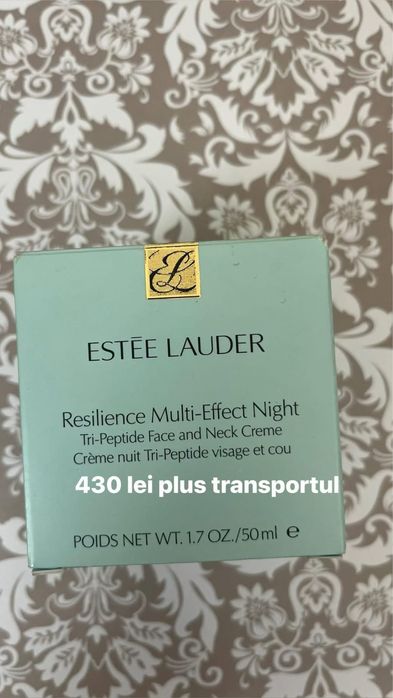 EL
ESTĒE LAUDER
Resilience Multi-Effect Night
Tri-Peptide Face and Neck Creme
Crème nuit Tri-Peptide visage et cou
430 lei plus transportul
POIDS NET WT. 1.7 OZ./50 ml ℮